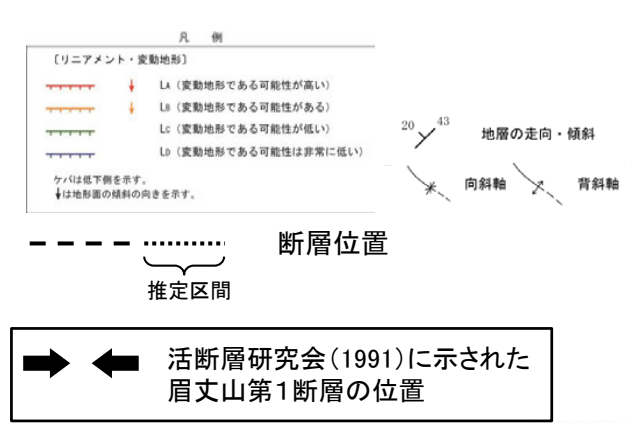 凡 例
〔リニアメント・変動地形〕
LA（変動地形である可能性が高い）
LB（変動地形である可能性がある）
LC（変動地形である可能性が低い）
LD（変動地形である可能性は非常に低い）
ケバは低下側を示す。
↓は地形面の傾斜の向きを示す。
20 43 地層の走向・傾斜
向斜軸 背斜軸
断層位置
推定区間
活断層研究会（1991）に示された
眉丈山第１断層の位置